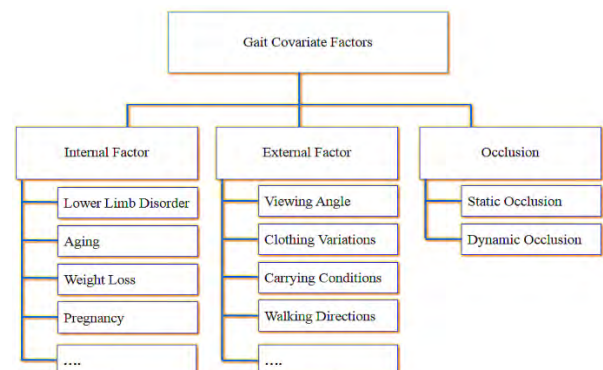 Gait Covariate Factors
Internal Factor
Lower Limb Disorder
Aging
Weight Loss
Pregnancy
....
External Factor
Viewing Angle
Clothing Variations
Carrying Conditions
Walking Directions
....
Occlusion
Static Occlusion
Dynamic Occlusion